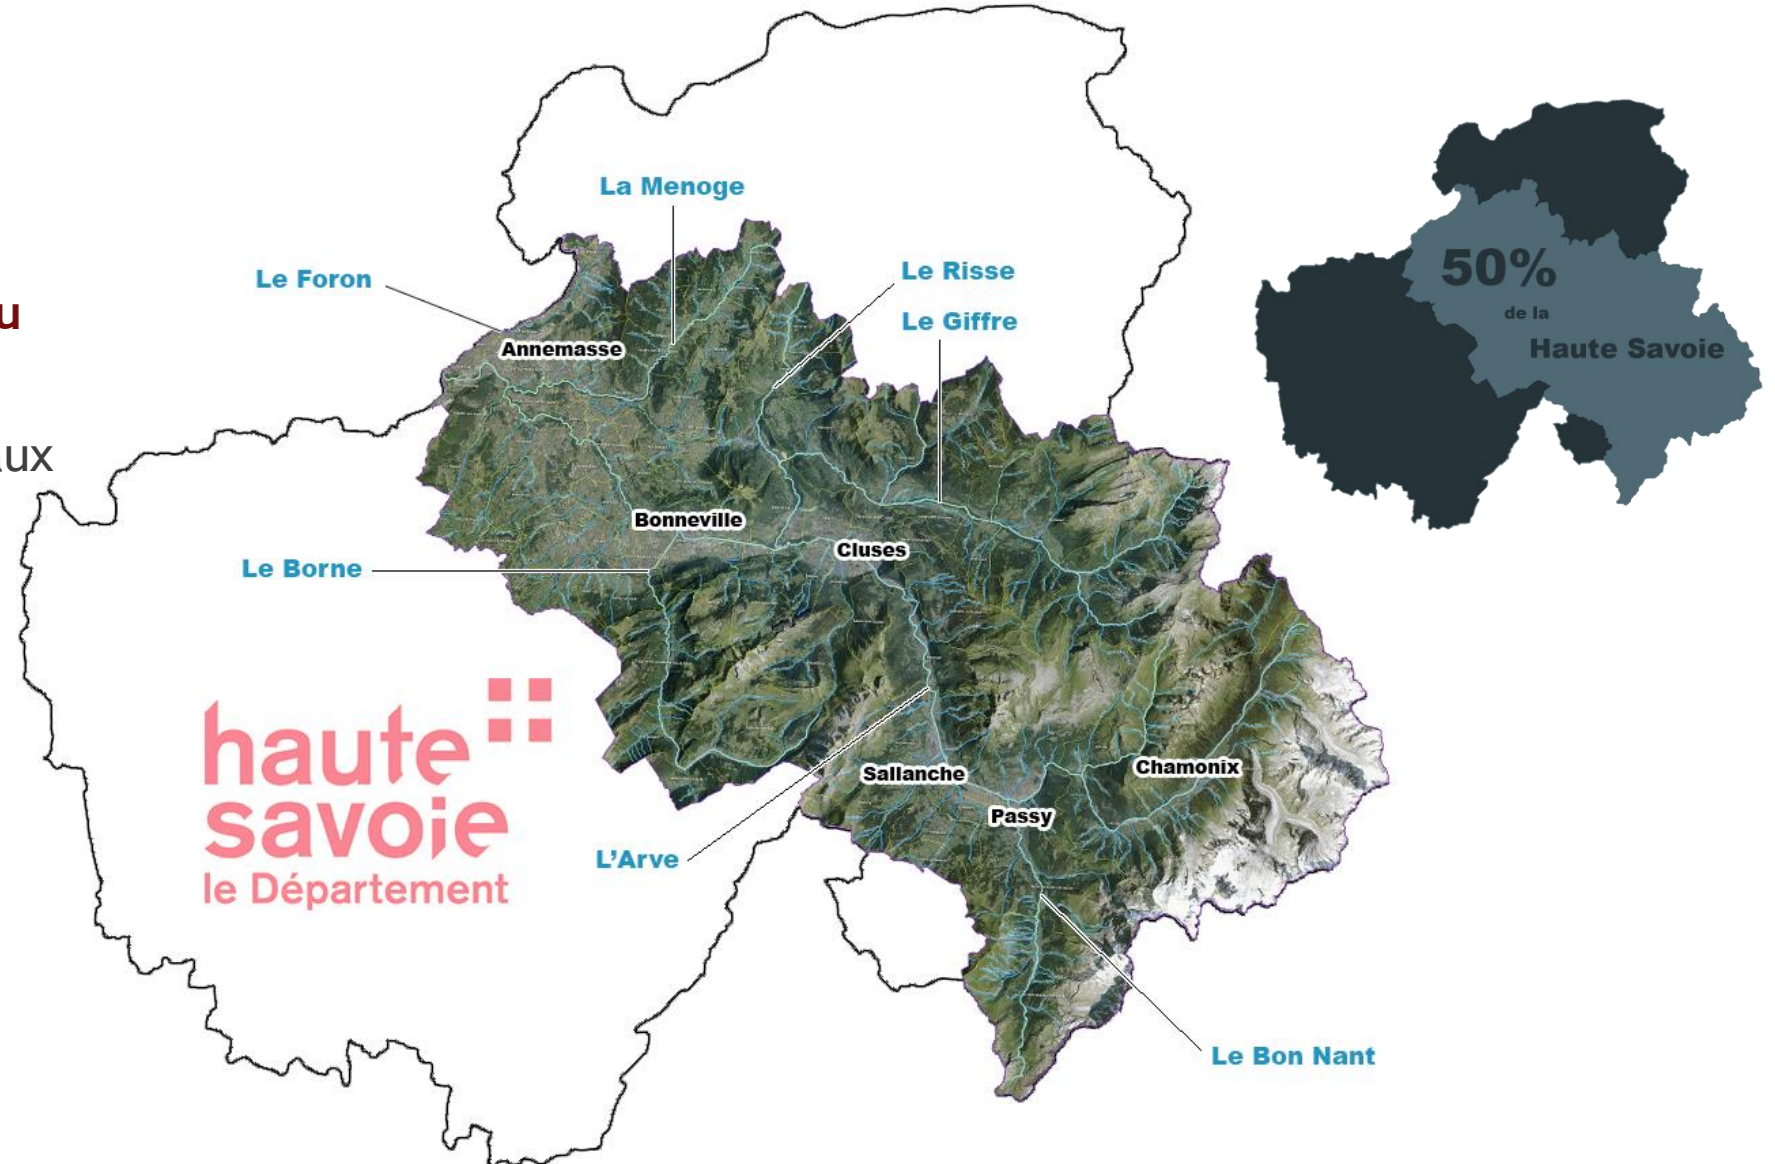 La Menoge
Le Foron
Le Risse
Le Giffre
u
Annemasse
ux
Bonneville
Cluses
Le Borne
haute
savoie
le Département
Sallanche
Chamonix
Passy
L'Arve
Le Bon Nant
50%
de la
Haute Savoie